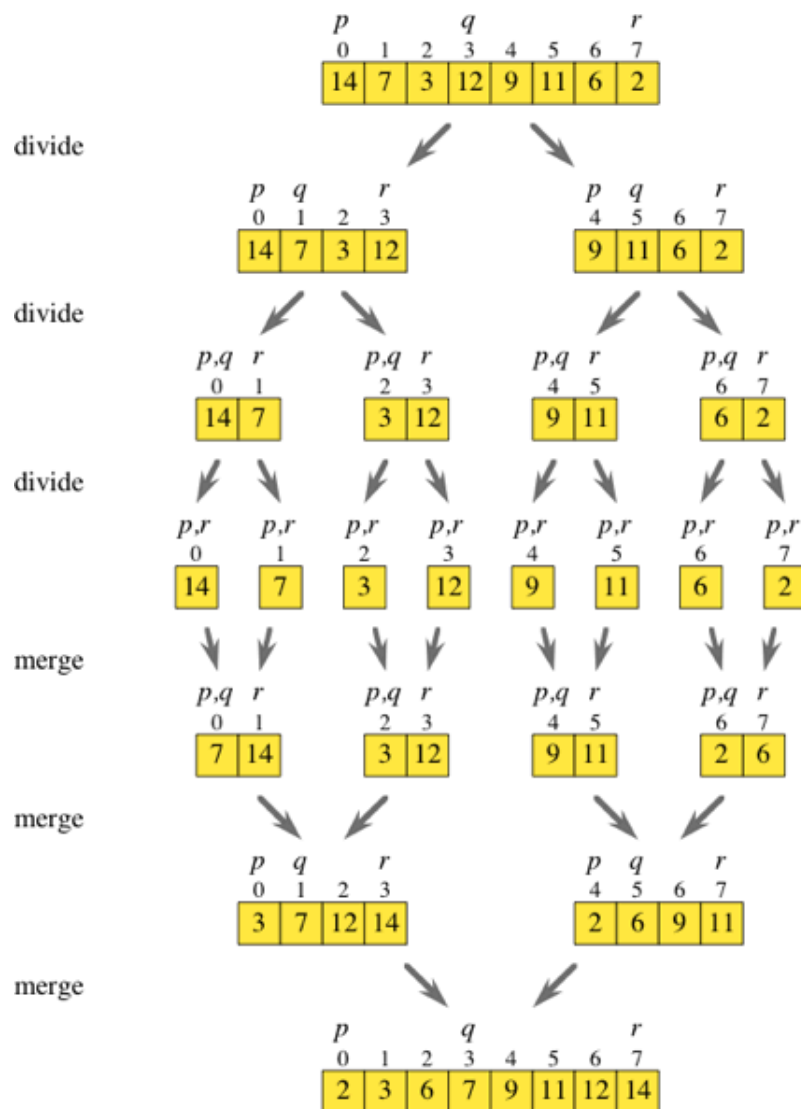 p q r
0 1 2 3 4 5 6 7
14 7 3 12 9 11 6 2
divide
p q r p q r
0 1 2 3 4 5 6 7
14 7 3 12 9 11 6 2
divide
p,q r p,q r p,q r p,q r
0 1 2 3 4 5 6 7
14 7 3 12 9 11 6 2
divide
p,r p,r p,r p,r p,r p,r p,r p,r
0 1 2 3 4 5 6 7
14 7 3 12 9 11 6 2
merge
p,q r p,q r p,q r p,q r
0 1 2 3 4 5 6 7
7 14 3 12 9 11 2 6
merge
p q r p q r
0 1 2 3 4 5 6 7
3 7 12 14 2 6 9 11
merge
p q r
0 1 2 3 4 5 6 7
2 3 6 7 9 11 12 14